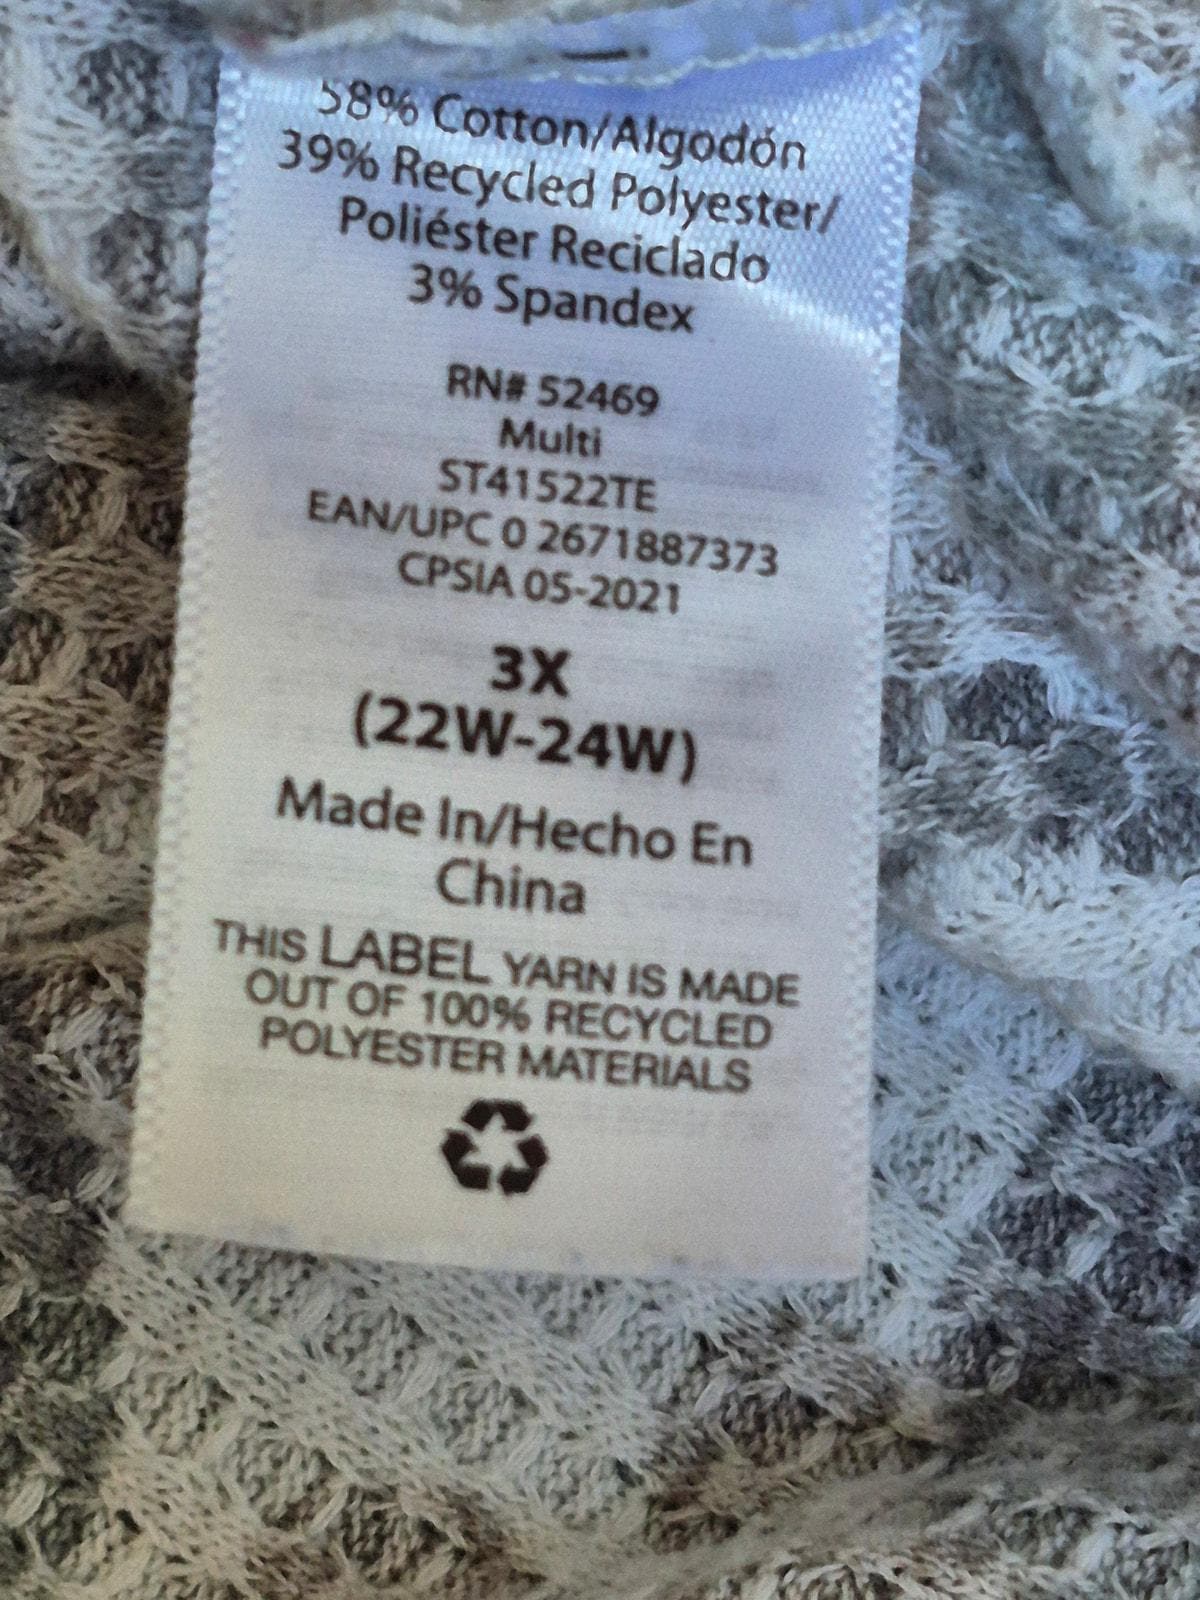 58% Cotton/Algodón
39% Recycled Polyester/
Poliéster Reciclado
3% Spandex
RN# 52469
Multi
ST41522TE
EAN/UPC 0 2671887373
CPSIA 05-2021
3X
(22W-24W)
Made In/Hecho En
China
THIS LABEL YARN IS MADE
OUT OF 100% RECYCLED
POLYESTER MATERIALS